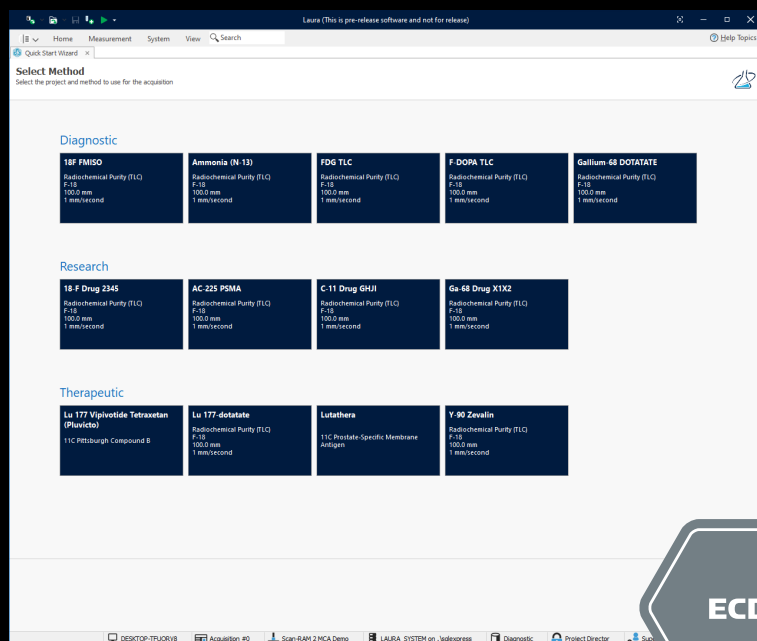 Laura (This is pre-release software and not for release)
Home Measurement System View Search
Help Topics
Quick Start Wizard
Select Method
Select the project and method to use for the acquisition
Diagnostic
18F FMISO
Radiochemical Purity (TLC)
F-18
100.0 mm
1 mm/second
Ammonia (N-13)
Radiochemical Purity (TLC)
F-18
100.0 mm
1 mm/second
FDG TLC
Radiochemical Purity (TLC)
F-18
100.0 mm
1 mm/second
F-DOPA TLC
Radiochemical Purity (TLC)
F-18
100.0 mm
1 mm/second
Gallium-68 DOTATATE
Radiochemical Purity (TLC)
F-18
100.0 mm
1 mm/second
Research
18-F Drug 2345
Radiochemical Purity (TLC)
F-18
100.0 mm
1 mm/second
AC-225 PSMA
Radiochemical Purity (TLC)
F-18
100.0 mm
1 mm/second
C-11 Drug GHJI
Radiochemical Purity (TLC)
F-18
100.0 mm
1 mm/second
Ga-68 Drug X1X2
Radiochemical Purity (TLC)
F-18
100.0 mm
1 mm/second
Therapeutic
Lu 177 Vipivotide Tetraxetan
(Pluvicto)
11C Pittsburgh Compound B
Lu 177-dotatate
Radiochemical Purity (TLC)
F-18
100.0 mm
1 mm/second
Lutathera
11C Prostate-Specific Membrane
Antigen
Y-90 Zevalin
Radiochemical Purity (TLC)
F-18
100.0 mm
1 mm/second
DESKTOP-TFUORV8 Acquisition #0 Scan-RAM 2 MCA Demo LAURA_SYSTEM on .\sqlexpress Diagnostic Project Director